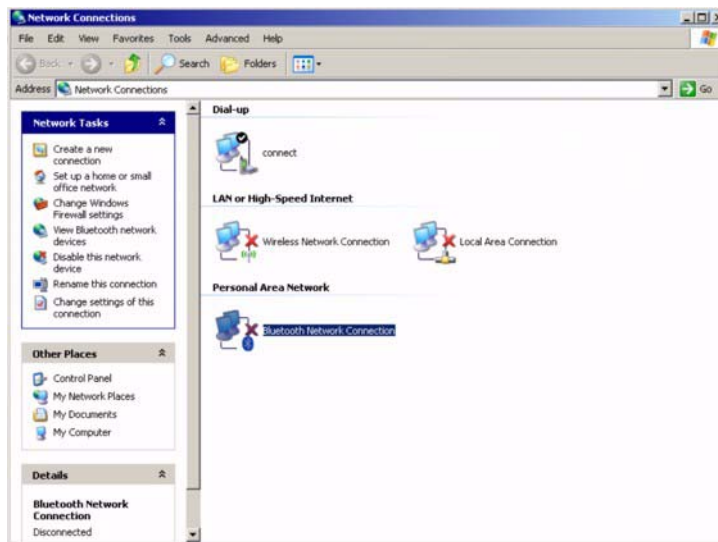 Network Connections
File Edit View Favorites Tools Advanced Help
Back Search Folders
Address Network Connections Go
Network Tasks
Create a new
connection
Set up a home or small
office network
Change Windows
Firewall settings
View Bluetooth network
devices
Disable this network
device
Rename this connection
Change settings of this
connection
Other Places
Control Panel
My Network Places
My Documents
My Computer
Details
Bluetooth Network
Connection
Disconnected
Dial-up
connect
LAN or High-Speed Internet
Wireless Network Connection Local Area Connection
Personal Area Network
Bluetooth Network Connection